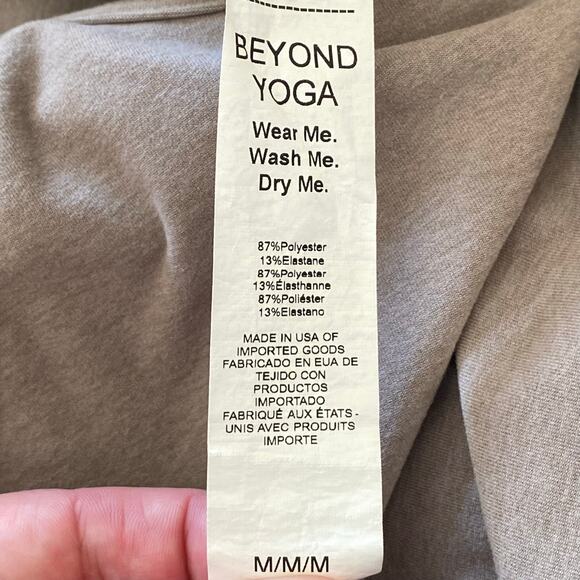 BEYOND
YOGA
Wear Me.
Wash Me.
Dry Me.
87%Polyester
13%Elastane
87%Polyester
13%Élasthanne
87%Poliéster
13%Elastano
MADE IN USA OF
IMPORTED GOODS
FABRICADO EN EUA DE
TEJIDO CON
PRODUCTOS
IMPORTADO
FABRIQUÉ AUX ÉTATS -
UNIS AVEC PRODUITS
IMPORTE
M/M/M